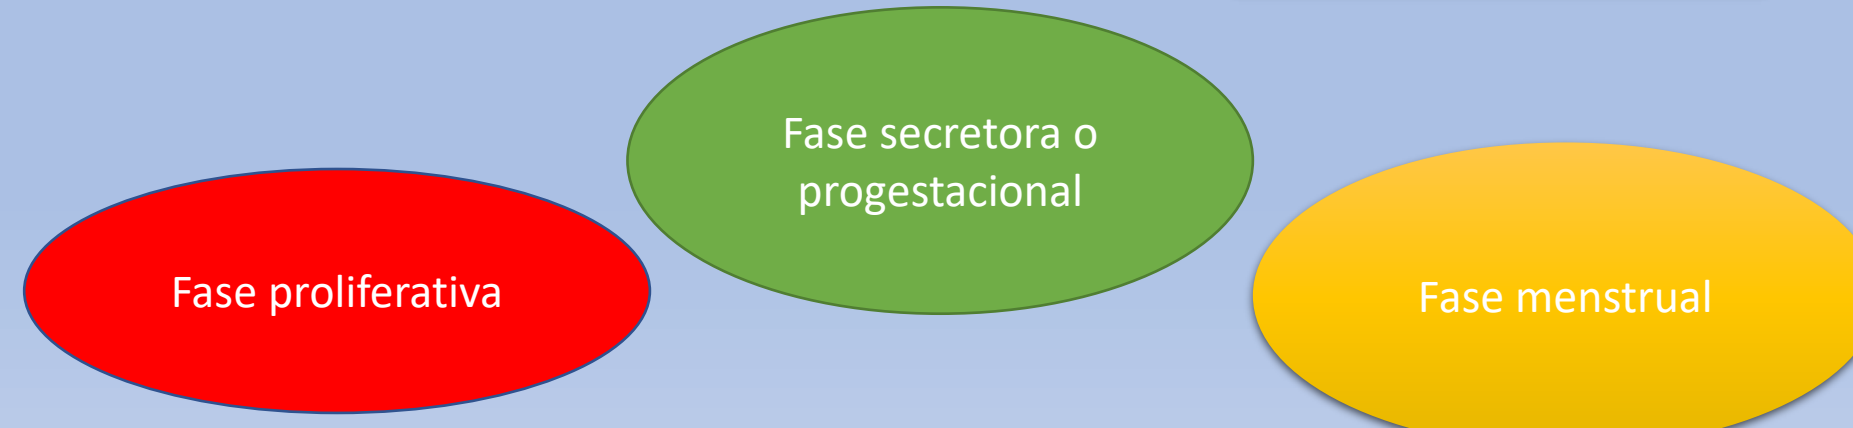 Fase proliferativa
Fase secretora o
progestacional
Fase menstrual